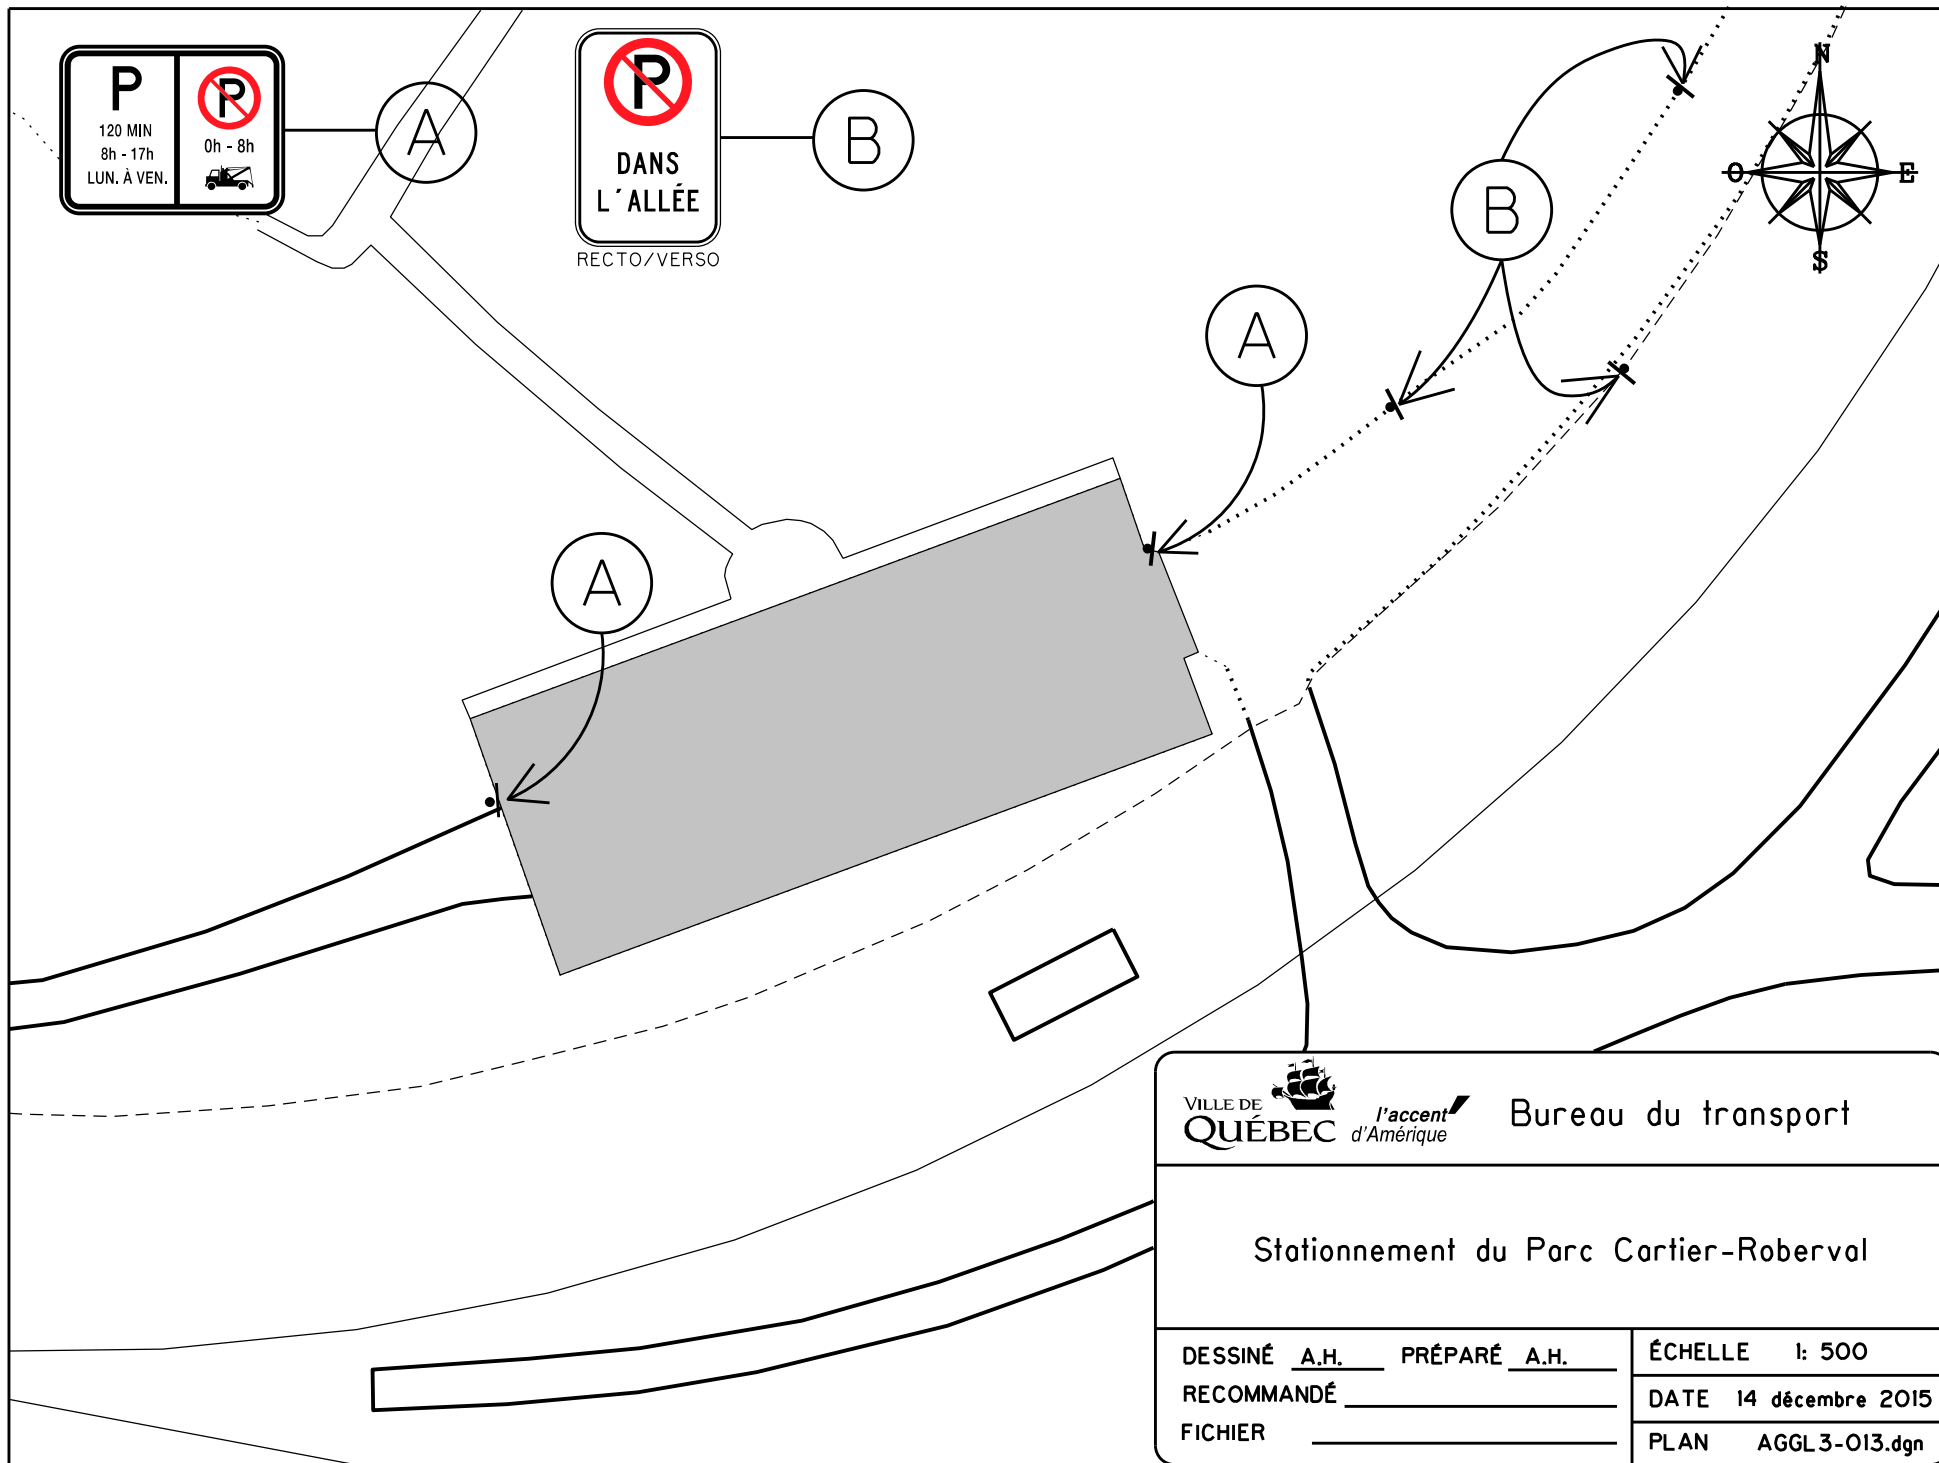 P
120 MIN
8h - 17h
LUN. À VEN.
P
0h - 8h
A
P
DANS
L'ALLÉE
RECTO/VERSO
B
B
A
A
N
O
E
S
VILLE DE
QUÉBEC
l'accent
d'Amérique
Bureau du transport
Stationnement du Parc Cartier-Roberval
DESSINÉ A.H. PRÉPARÉ A.H.
RECOMMANDÉ
FICHIER
ÉCHELLE 1: 500
DATE 14 décembre 2015
PLAN AGGL3-013.dgn